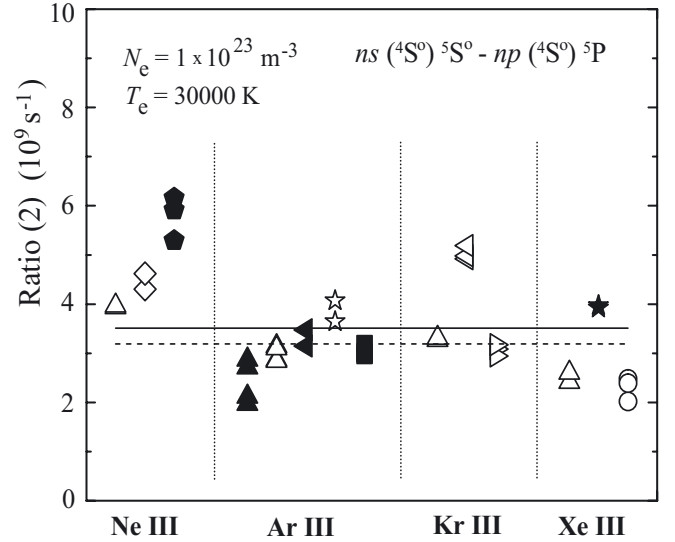 10
N_e = 1 x 10^23 m^-3 ns (^4S^o) ^5S^o - np (^4S^o) ^5P
T_e = 30000 K
8
Ratio (2) (10^9 s^-1)
6
4
2
0
Ne III Ar III Kr III Xe III